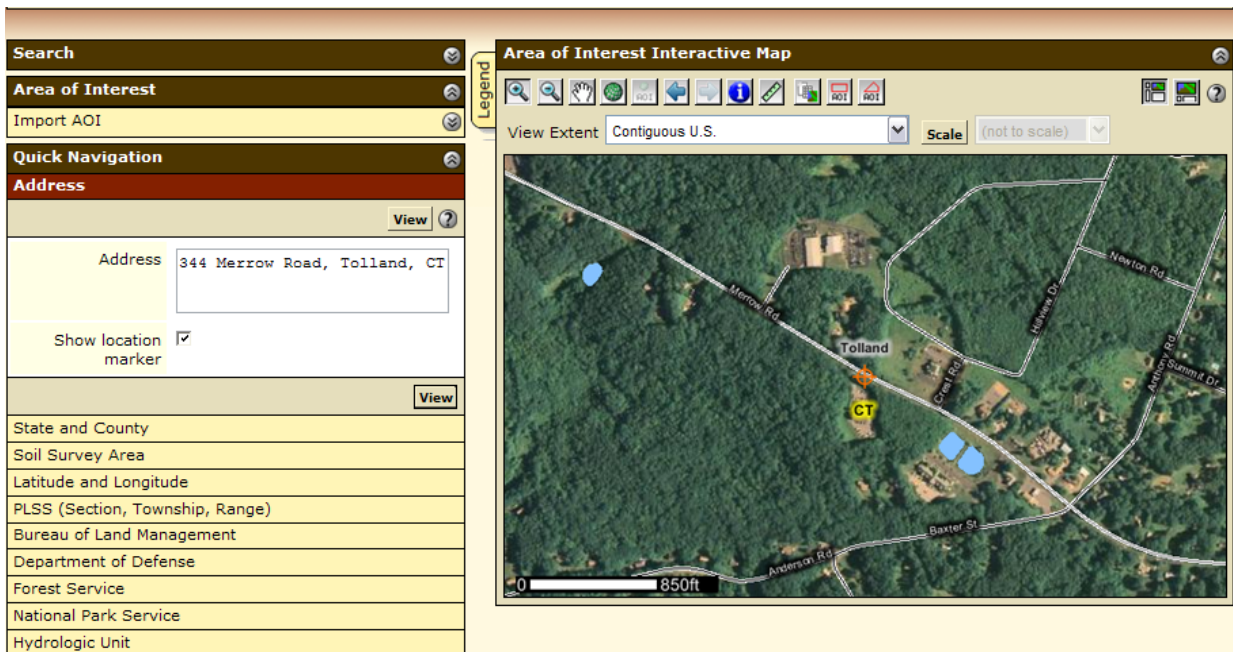 Search
Area of Interest
Import AOI
Quick Navigation
Address
View
Address
344 Merrow Road, Tolland, CT
Show location
marker
View
State and County
Soil Survey Area
Latitude and Longitude
PLSS (Section, Township, Range)
Bureau of Land Management
Department of Defense
Forest Service
National Park Service
Hydrologic Unit
Legend
Area of Interest Interactive Map
AOI
AOI
AOI
View Extent
Contiguous U.S.
Scale
(not to scale)
Newton Rd
Merrow Rd
Hillview Dr
Tolland
Anthony Rd
Crest Rd
Summit Dr
CT
Baxter St
Anderson Rd
0
850ft